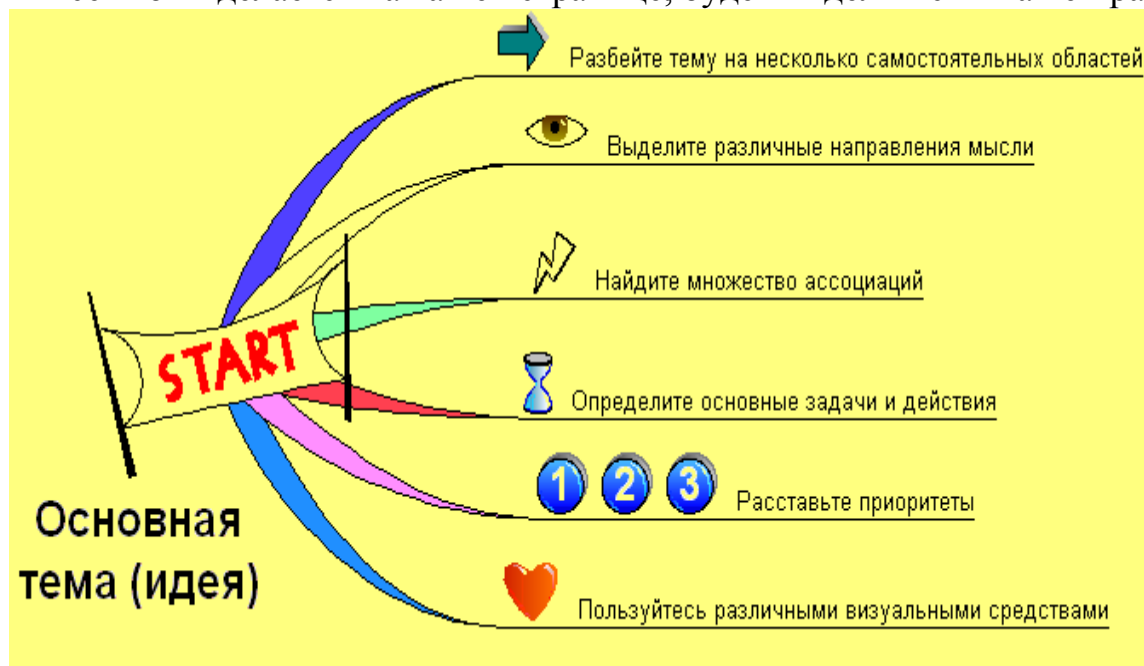 Разбейте тему на несколько самостоятельных областей
Выделите различные направления мысли
Найдите множество ассоциаций
START
Определите основные задачи и действия
1 2 3 Расставьте приоритеты
Основная
тема (идея)
Пользуйтесь различными визуальными средствами